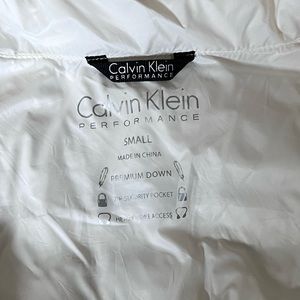 Calvin Klein
PERFORMANCE
Calvin Klein
PERFORMANCE
SMALL
MADE IN CHINA
PREMIUM DOWN
SECURITY POCKET
ACCESS